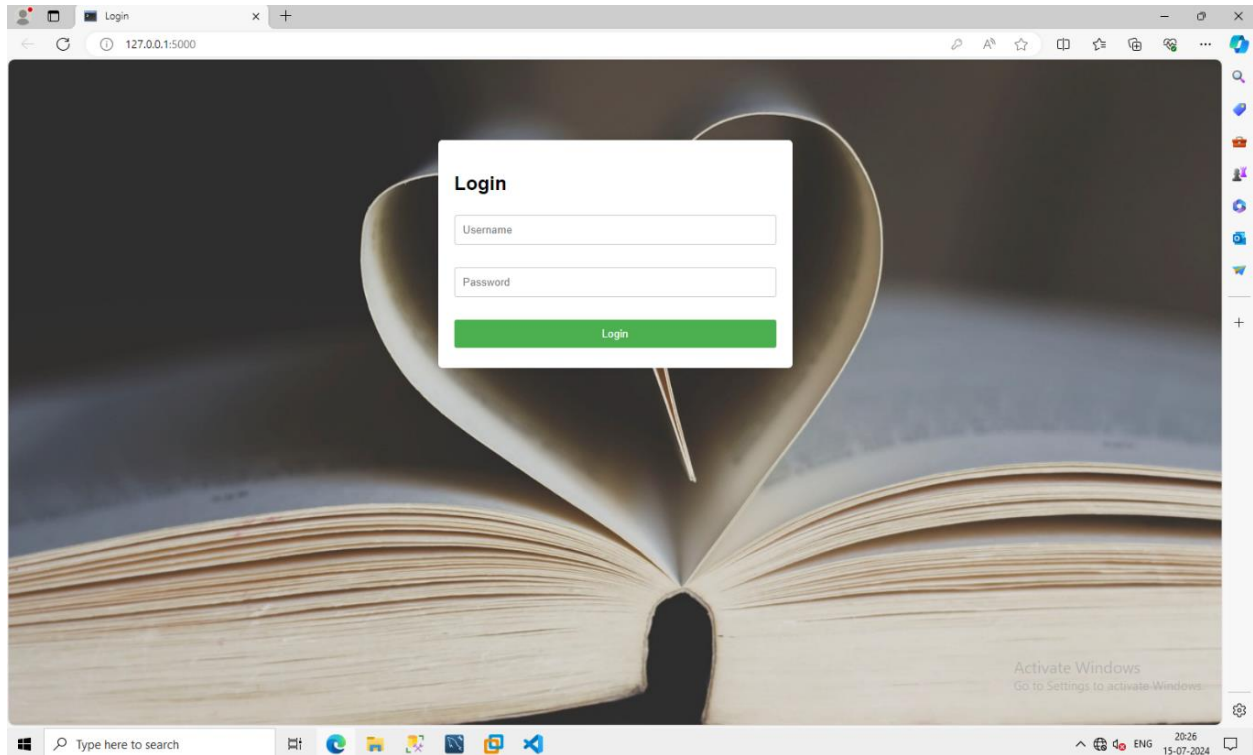 Login
127.0.0.1:5000
Login
Username
Password
Login
Activate Windows
Go to Settings to activate Windows.
Type here to search
ENG
20:26
15-07-2024